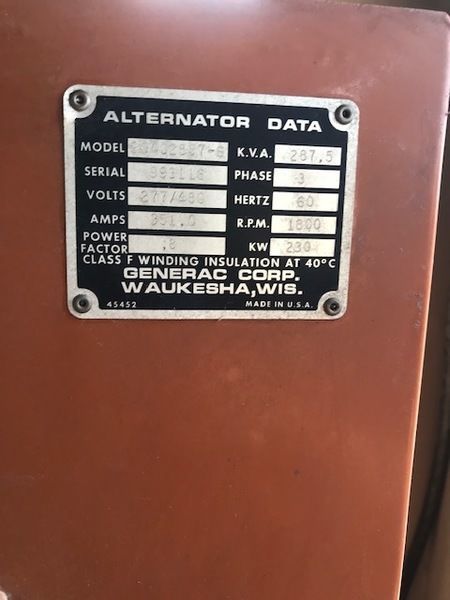 ALTERNATOR DATA
MODEL K.V.A. 287.5
SERIAL PHASE 3
VOLTS 277/480 HERTZ 60
AMPS R.P.M. 1800
POWER FACTOR .8 KW 230
CLASS F WINDING INSULATION AT 40°C
GENERAC CORP.
WAUKESHA, WIS.
45452 MADE IN U.S.A.